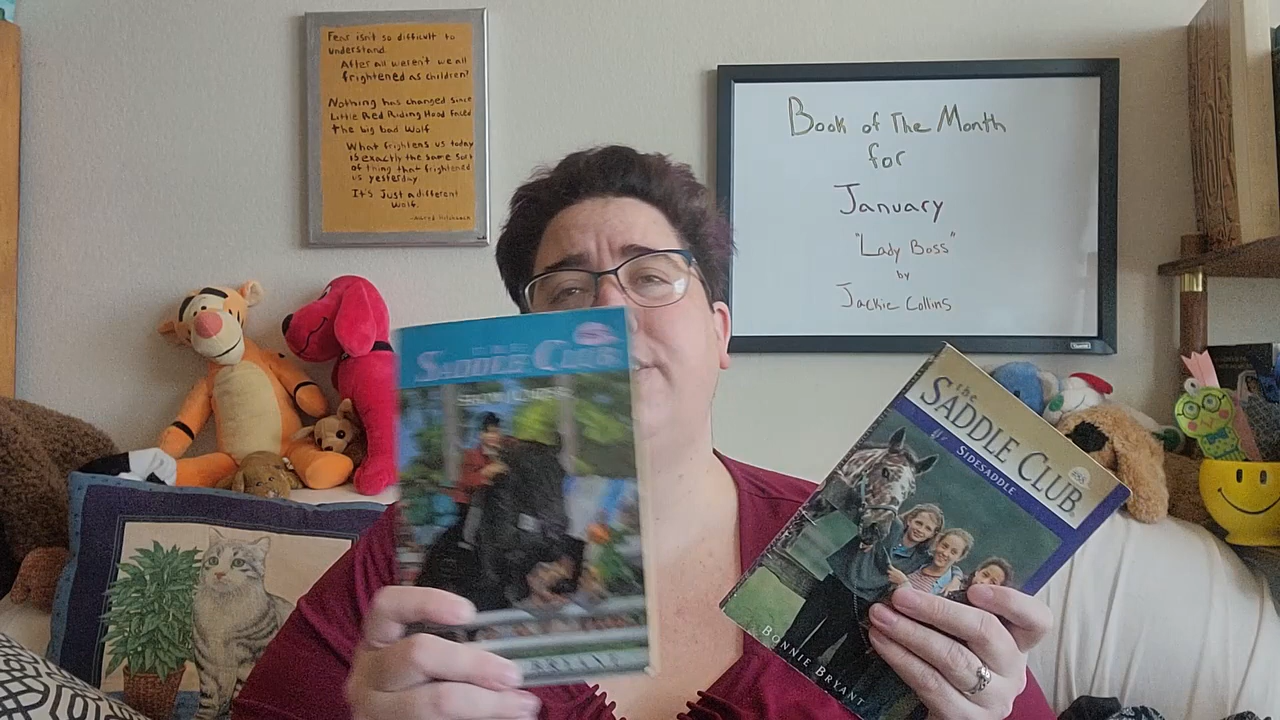 Fear isn't so difficult to
understand.
After all weren't we all
frightened as children?
Nothing has changed since
Little Red Riding Hood faced
the big bad Wolf.
What frightens us today
is exactly the same sort
of thing that frightened
us yesterday
It's Just a different
Wolf.
-Alfred Hitchcock
Book of The Month
for
January
"Lady Boss"
by
Jackie Collins
SADDLE CLUB
BRYANT
the
SADDLE CLUB
SIDESADDLE
BONNIE BRYANT